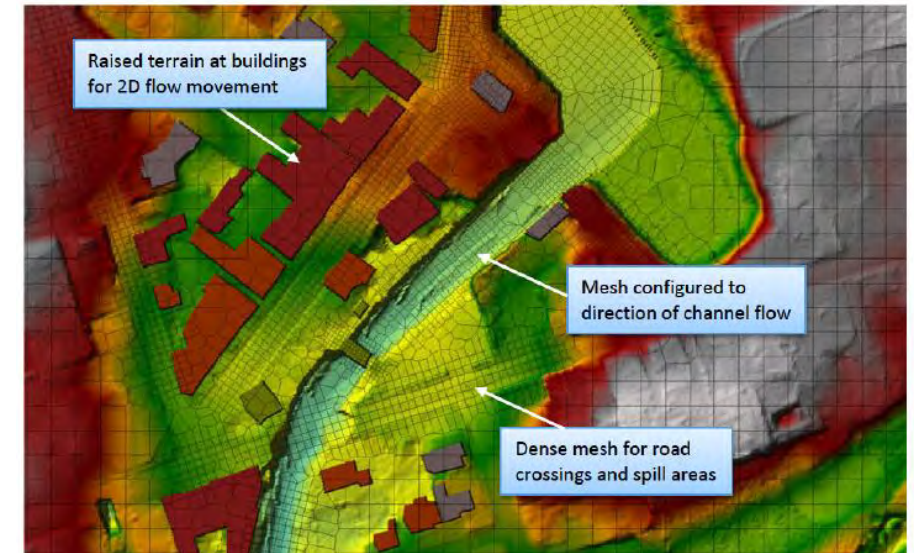 Raised terrain at buildings
for 2D flow movement
Mesh configured to
direction of channel flow
Dense mesh for road
crossings and spill areas